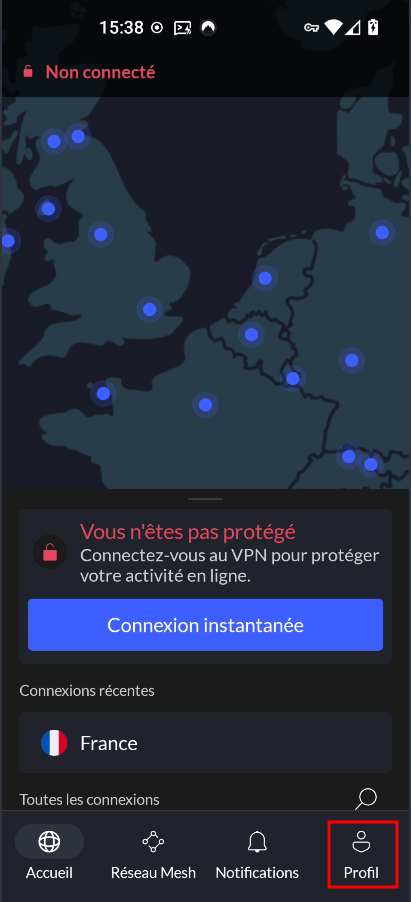 15:38
Non connecté
Vous n'êtes pas protégé
Connectez-vous au VPN pour protéger
votre activité en ligne.
Connexion instantanée
Connexions récentes
France
Toutes les connexions
Accueil
Réseau Mesh
Notifications
Profil